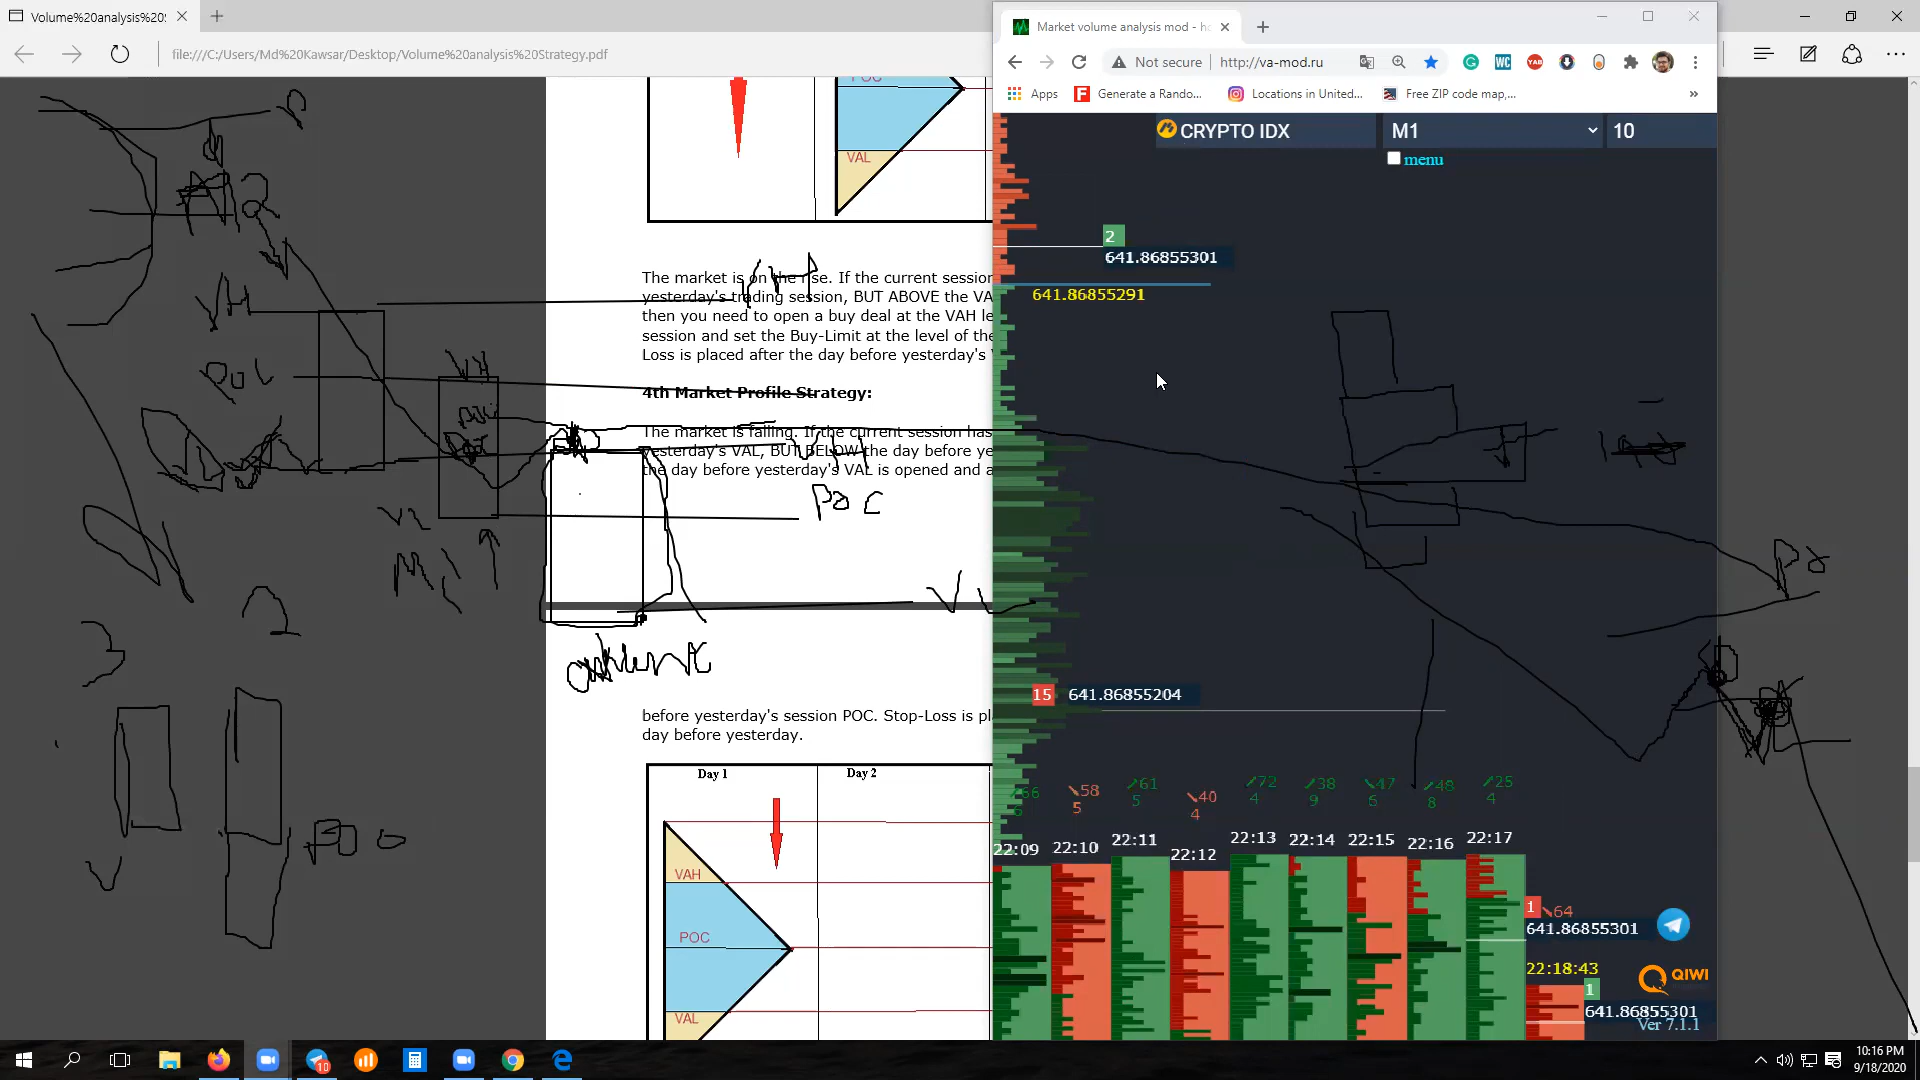 Volume%20analysis%20S
file:///C:/Users/Md%20Kawsar/Desktop/Volume%20analysis%20Strategy.pdf
Market volume analysis mod - ho
Not secure
http://va-mod.ru
Apps
Generate a Rando...
Locations in United...
Free ZIP code map,...
»
POC
VAL
The market is on the rise. If the current session
yesterday's trading session, BUT ABOVE the VA
then you need to open a buy deal at the VAH le
session and set the Buy-Limit at the level of the
Loss is placed after the day before yesterday's
4th Market Profile Strategy:
The market is falling. If the current session has
yesterday's VAL, BUT BELOW the day before ye
the day before yesterday's VAL is opened and a
before yesterday's session POC. Stop-Loss is pl
day before yesterday.
Day 1
Day 2
VAH
POC
VAL
VH
VH
POC
VL
CRYPTO IDX
M1
10
menu
2
641.86855301
641.86855291
15
641.86855204
66
6
58
5
61
5
40
4
72
4
38
9
47
6
48
8
25
4
22:09
22:10
22:11
22:12
22:13
22:14
22:15
22:16
22:17
1
64
641.86855301
22:18:43
QIWI
1
641.86855301
Ver 7.1.1
10
10:16 PM
9/18/2020